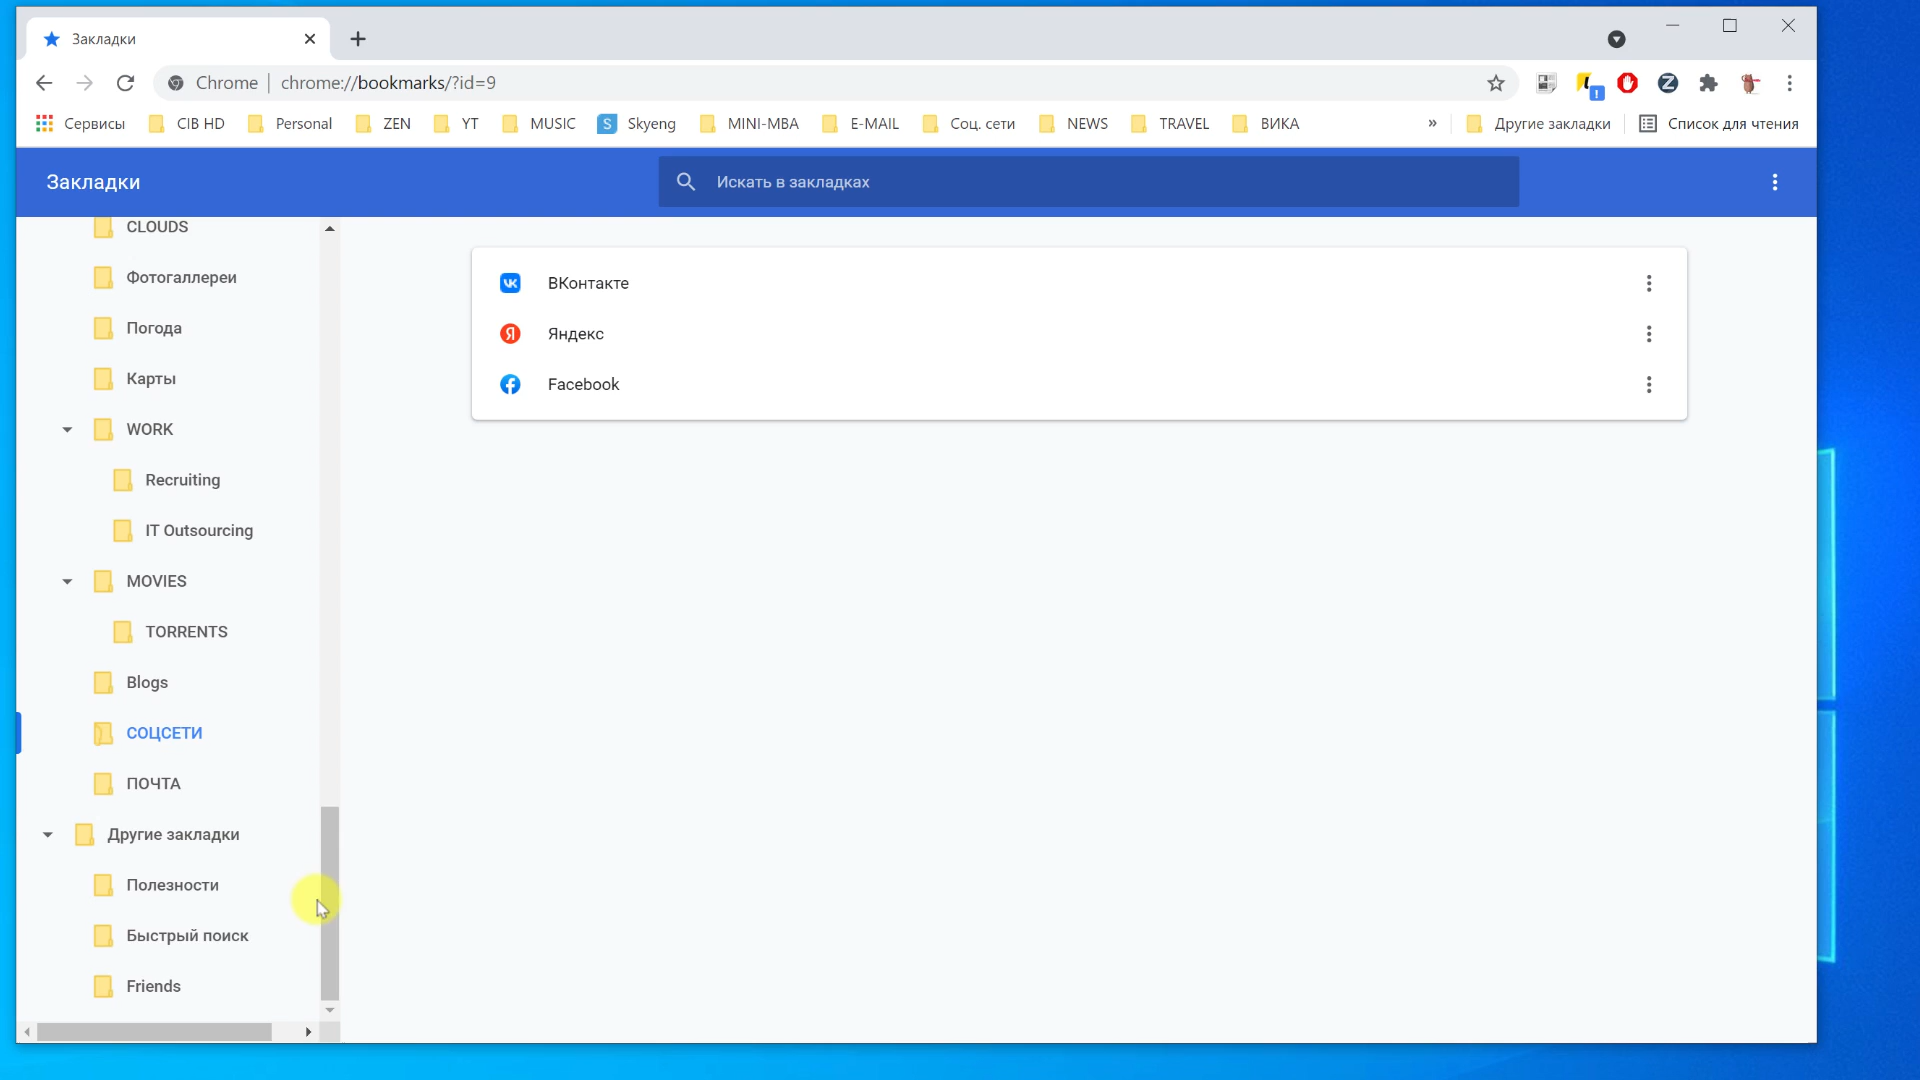 Закладки
Chrome | chrome://bookmarks/?id=9
Сервисы CIB HD Personal ZEN YT MUSIC S Skyeng MINI-MBA E-MAIL Соц. сети NEWS TRAVEL ВИКА » Другие закладки Список для чтения
Закладки Искать в закладках
CLOUDS
Фотогаллереи
Погода
Карты
WORK
Recruiting
IT Outsourcing
MOVIES
TORRENTS
Blogs
СОЦСЕТИ
ПОЧТА
Другие закладки
Полезности
Быстрый поиск
Friends
ВКонтакте
Я Яндекс
Facebook